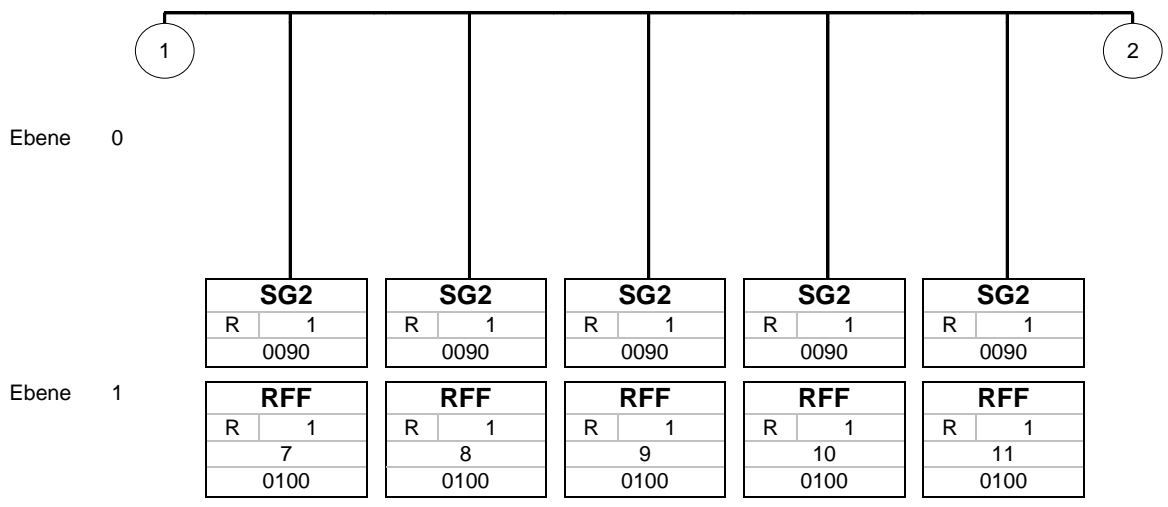 1 2
Ebene 0
SG2 SG2 SG2 SG2 SG2
R 1 R 1 R 1 R 1 R 1
0090 0090 0090 0090 0090
Ebene 1
RFF RFF RFF RFF RFF
R 1 R 1 R 1 R 1 R 1
7 8 9 10 11
0100 0100 0100 0100 0100